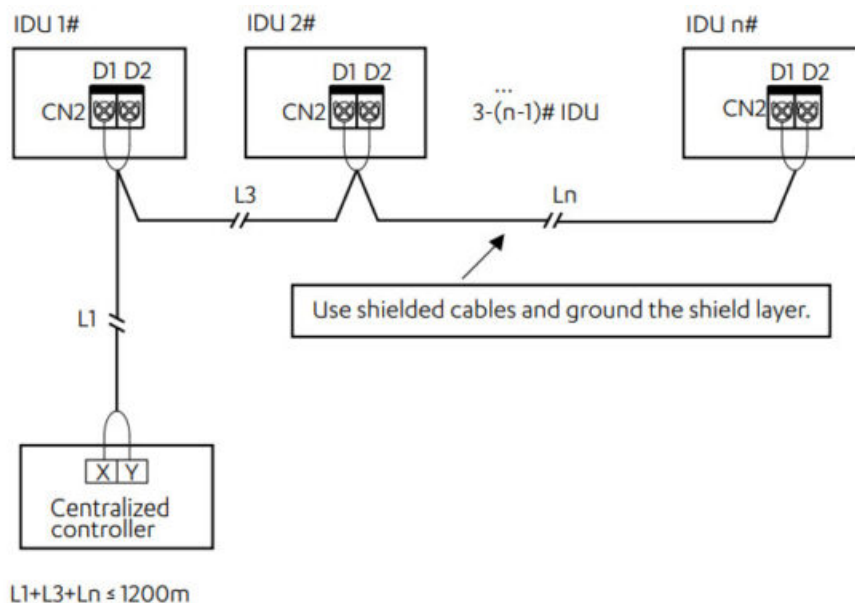 IDU 1#
IDU 2#
IDU n#
D1 D2
D1 D2
D1 D2
CN2
CN2
...
3-(n-1)# IDU
CN2
L3
Ln
Use shielded cables and ground the shield layer.
L1
X Y
Centralized
controller
L1+L3+Ln ≤ 1200m